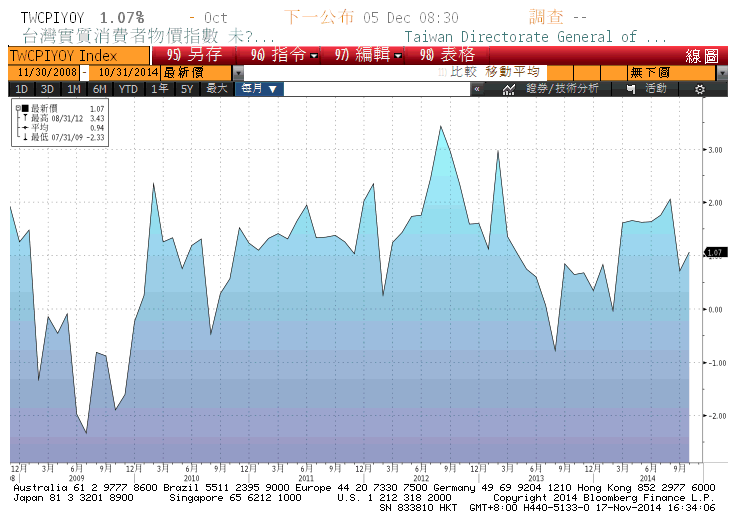 TWCPIYOY 1.07% - Oct 下一公布 05 Dec 08:30 調查 --
台灣實質消費者物價指數 未?... Taiwan Directorate General of ...
TWCPIYOY Index 95) 另存 96) 指令 97) 編輯 98) 表格 線圖
11/30/2008 - 10/31/2014 最新價 比較 移動平均 無下價
1D 3D 1M 6M YTD 1年 5Y 最大 每月 ▼ « 證券/技術分析 活動
最新價 1.07
最高 08/31/12 3.43
平均 0.94
最低 07/31/09 -2.33
3.00
2.00
1.07
0.00
-1.00
-2.00
12月 3月 6月 9月 12月 3月 6月 9月 12月 3月 6月 9月 12月 3月 6月 9月 12月 3月 6月 9月 12月 3月 6月 9月
2009 2010 2011 2012 2013 2014
Australia 61 2 9777 8600 Brazil 5511 2395 9000 Europe 44 20 7330 7500 Germany 49 69 9204 1210 Hong Kong 852 2977 6000
Japan 81 3 3201 8900 Singapore 65 6212 1000 U.S. 1 212 318 2000 Copyright 2014 Bloomberg Finance L.P.
SN 833810 HKT GMT+8:00 H440-5133-0 17-Nov-2014 16:34:06